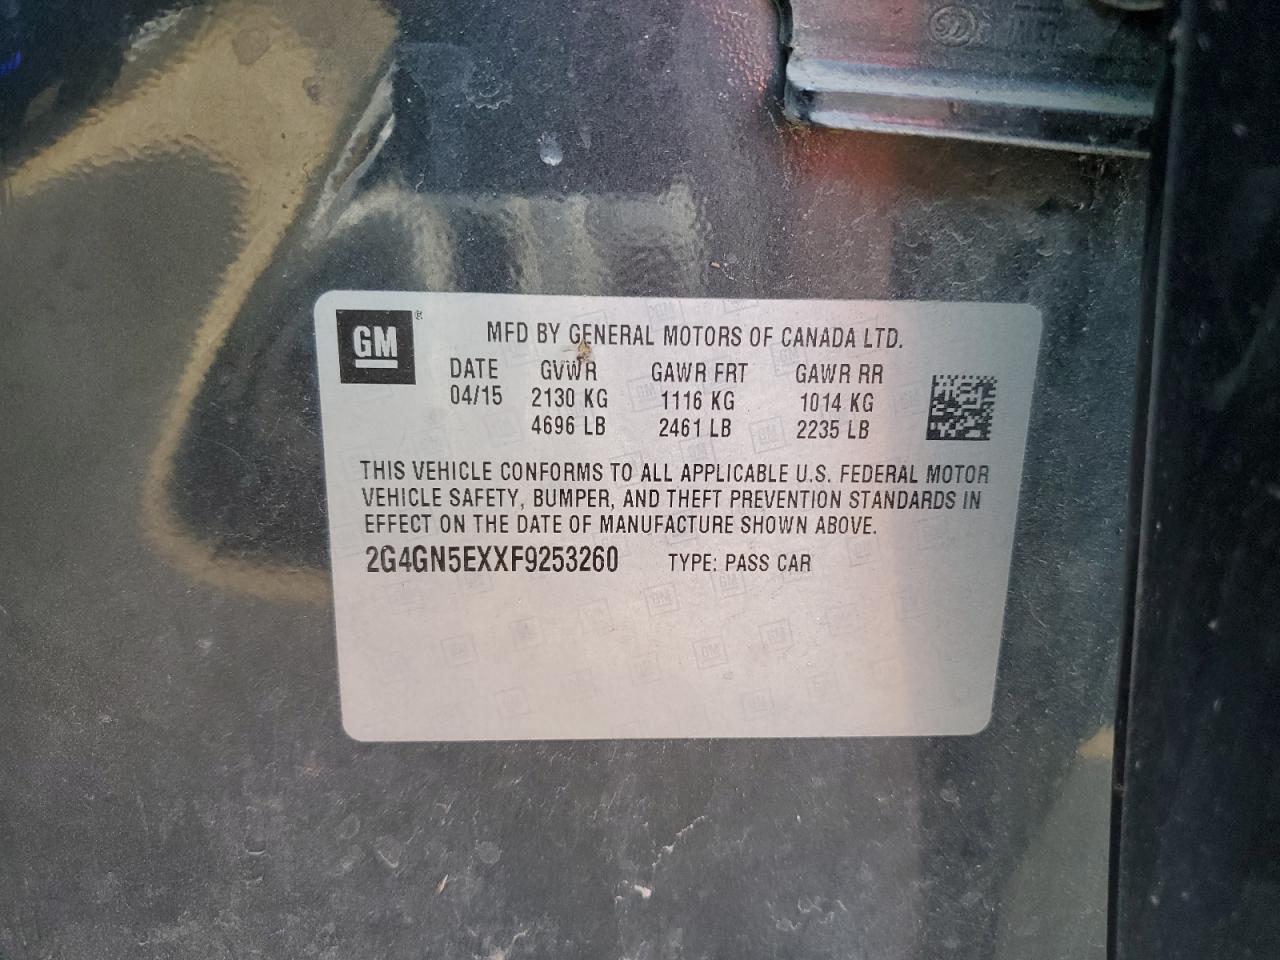 GM ®
MFD BY GENERAL MOTORS OF CANADA LTD.
DATE GVWR GAWR FRT GAWR RR
04/15 2130 KG 1116 KG 1014 KG
4696 LB 2461 LB 2235 LB
THIS VEHICLE CONFORMS TO ALL APPLICABLE U.S. FEDERAL MOTOR
VEHICLE SAFETY, BUMPER, AND THEFT PREVENTION STANDARDS IN
EFFECT ON THE DATE OF MANUFACTURE SHOWN ABOVE.
2G4GN5EXXF9253260 TYPE: PASS CAR